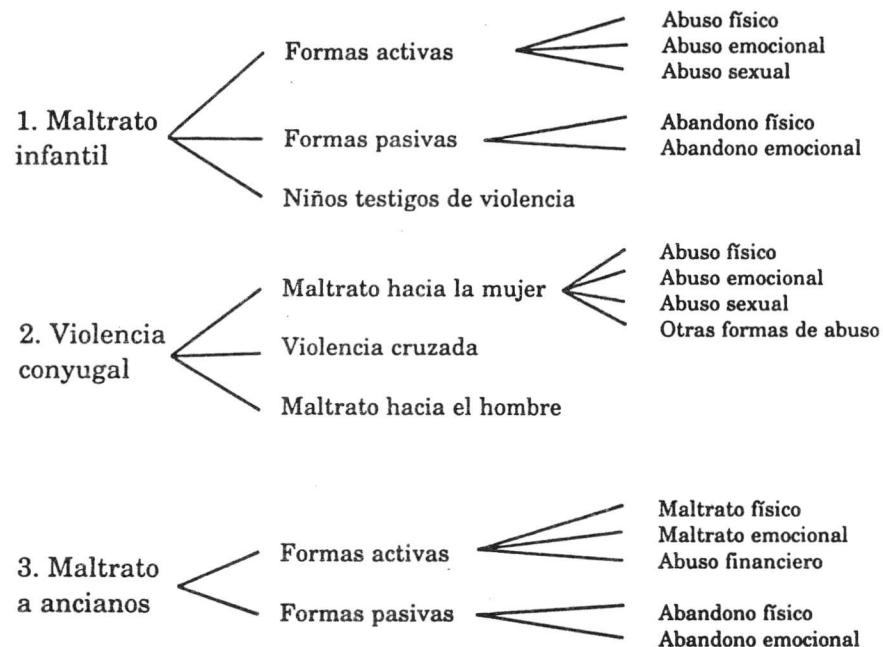 1. Maltrato
infantil
Formas activas
Abuso físico
Abuso emocional
Abuso sexual
Formas pasivas
Abandono físico
Abandono emocional
Niños testigos de violencia
2. Violencia
conyugal
Maltrato hacia la mujer
Abuso físico
Abuso emocional
Abuso sexual
Otras formas de abuso
Violencia cruzada
Maltrato hacia el hombre
3. Maltrato
a ancianos
Formas activas
Maltrato físico
Maltrato emocional
Abuso financiero
Formas pasivas
Abandono físico
Abandono emocional